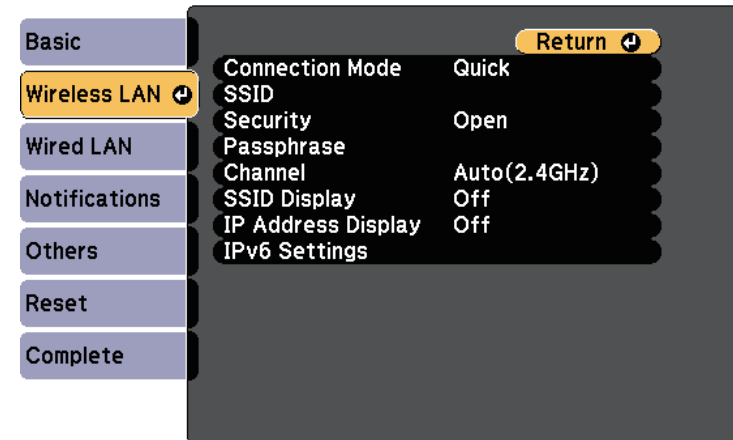 Basic
Wireless LAN
Wired LAN
Notifications
Others
Reset
Complete
Return
Connection Mode Quick
SSID
Security Open
Passphrase
Channel Auto(2.4GHz)
SSID Display Off
IP Address Display Off
IPv6 Settings